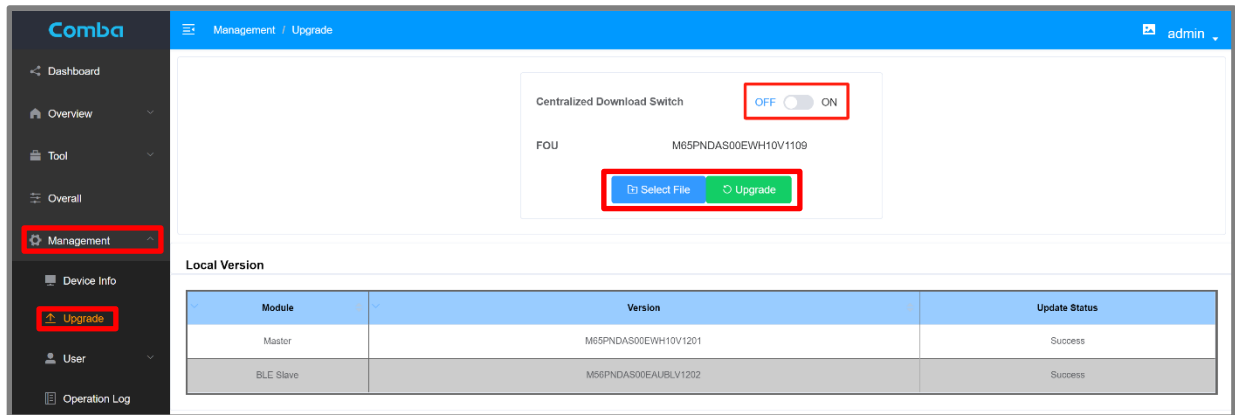 Comba
Management / Upgrade
admin
Dashboard
Overview
Tool
Overall
Management
Device Info
Upgrade
User
Operation Log
Centralized Download Switch OFF ON
FOU M65PNDAS00EWH10V1109
Select File Upgrade
Local Version
Module Version Update Status
Master M65PNDAS00EWH10V1201 Success
BLE Slave M56PNDAS00EAUBLV1202 Success